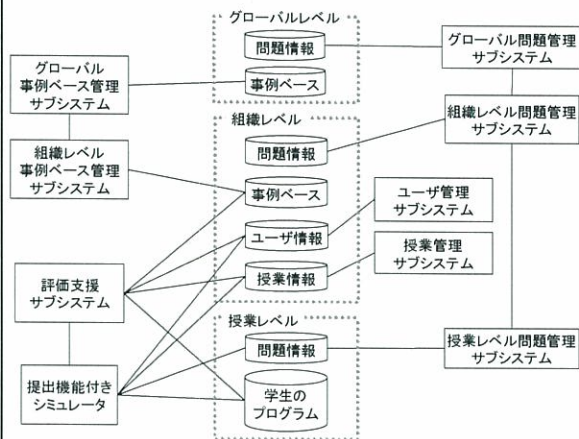 グローバルレベル
問題情報
事例ベース
グローバル
事例ベース管理
サブシステム
グローバル問題管理
サブシステム
組織レベル
事例ベース管理
サブシステム
組織レベル
問題情報
事例ベース
ユーザ情報
授業情報
組織レベル問題管理
サブシステム
ユーザ管理
サブシステム
授業管理
サブシステム
評価支援
サブシステム
提出機能付き
シミュレータ
授業レベル
問題情報
学生の
プログラム
授業レベル問題管理
サブシステム